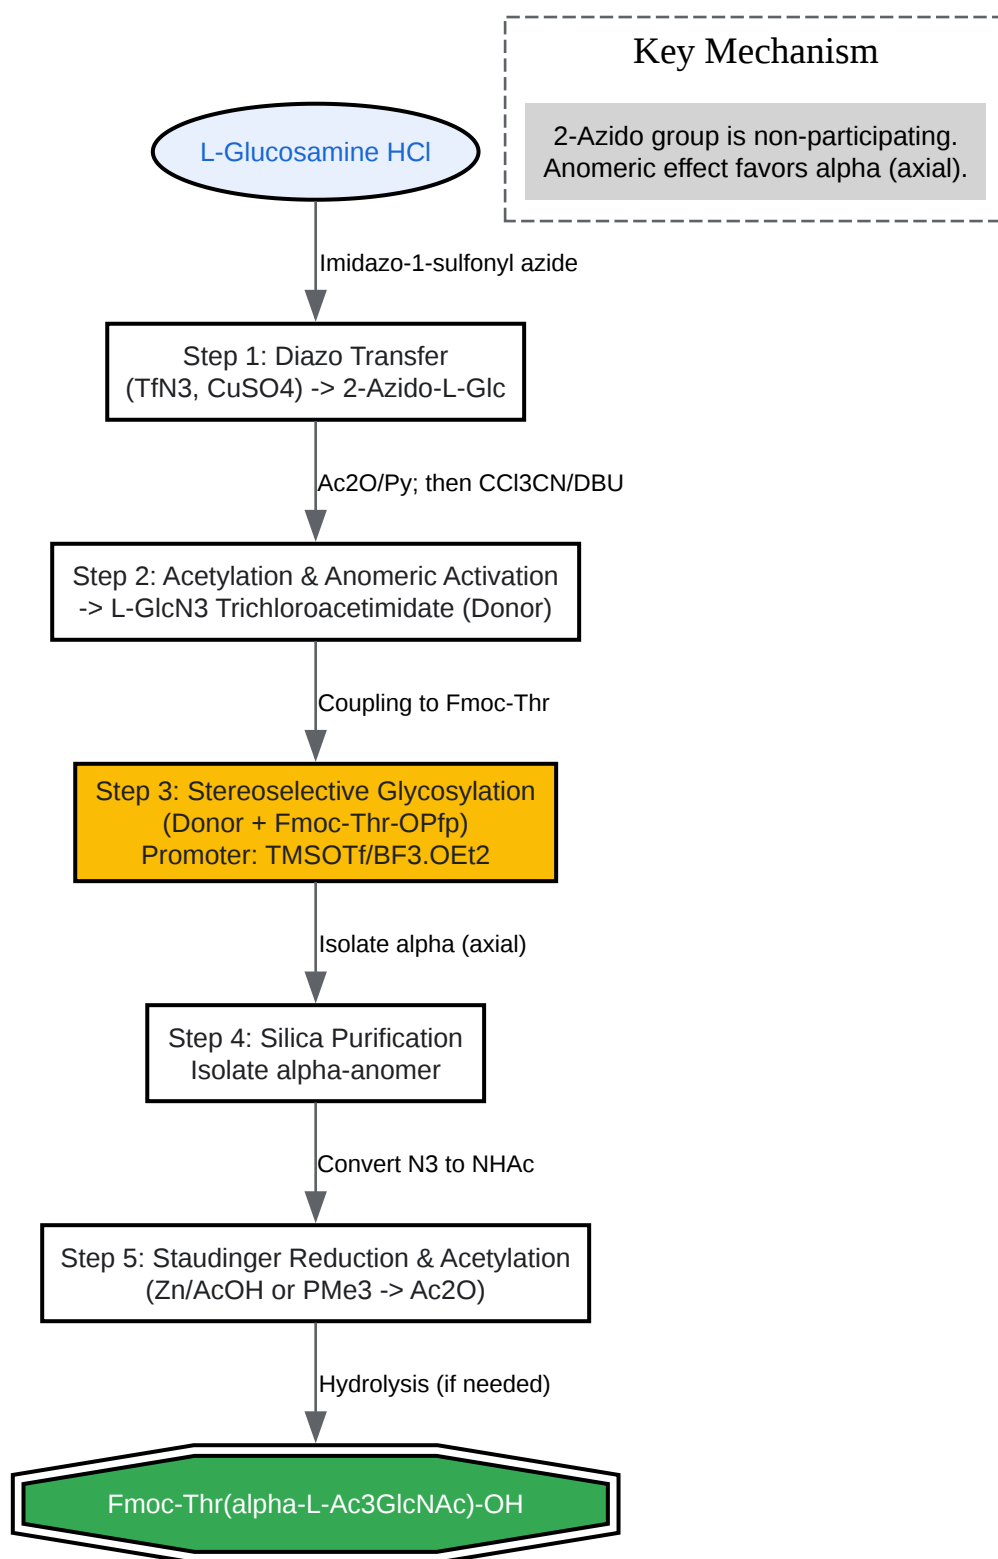 Key Mechanism
2-Azido group is non-participating.
Anomeric effect favors alpha (axial).
L-Glucosamine HCl
Imidazo-1-sulfonyl azide
Step 1: Diazo Transfer
(TfN3, CuSO4) -> 2-Azido-L-Glc
Ac2O/Py; then CCl3CN/DBU
Step 2: Acetylation & Anomeric Activation
-> L-GlcN3 Trichloroacetimidate (Donor)
Coupling to Fmoc-Thr
Step 3: Stereoselective Glycosylation
(Donor + Fmoc-Thr-OPfp)
Promoter: TMSOTf/BF3.OEt2
Isolate alpha (axial)
Step 4: Silica Purification
Isolate alpha-anomer
Convert N3 to NHAc
Step 5: Staudinger Reduction & Acetylation
(Zn/AcOH or PMe3 -> Ac2O)
Hydrolysis (if needed)
Fmoc-Thr(alpha-L-Ac3GlcNAc)-OH